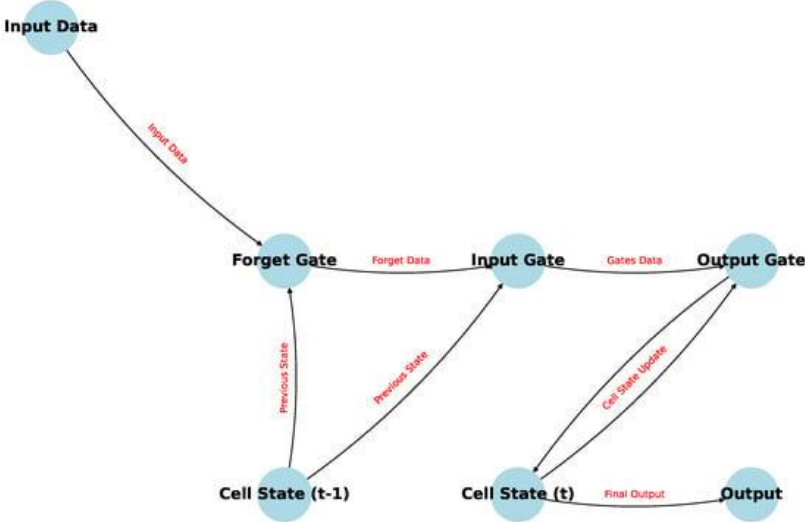 Input Data
Input Data
Forget Gate
Forget Data
Input Gate
Gates Data
Output Gate
Previous State
Previous State
Cell State Update
Cell State (t-1)
Cell State (t)
Final Output
Output